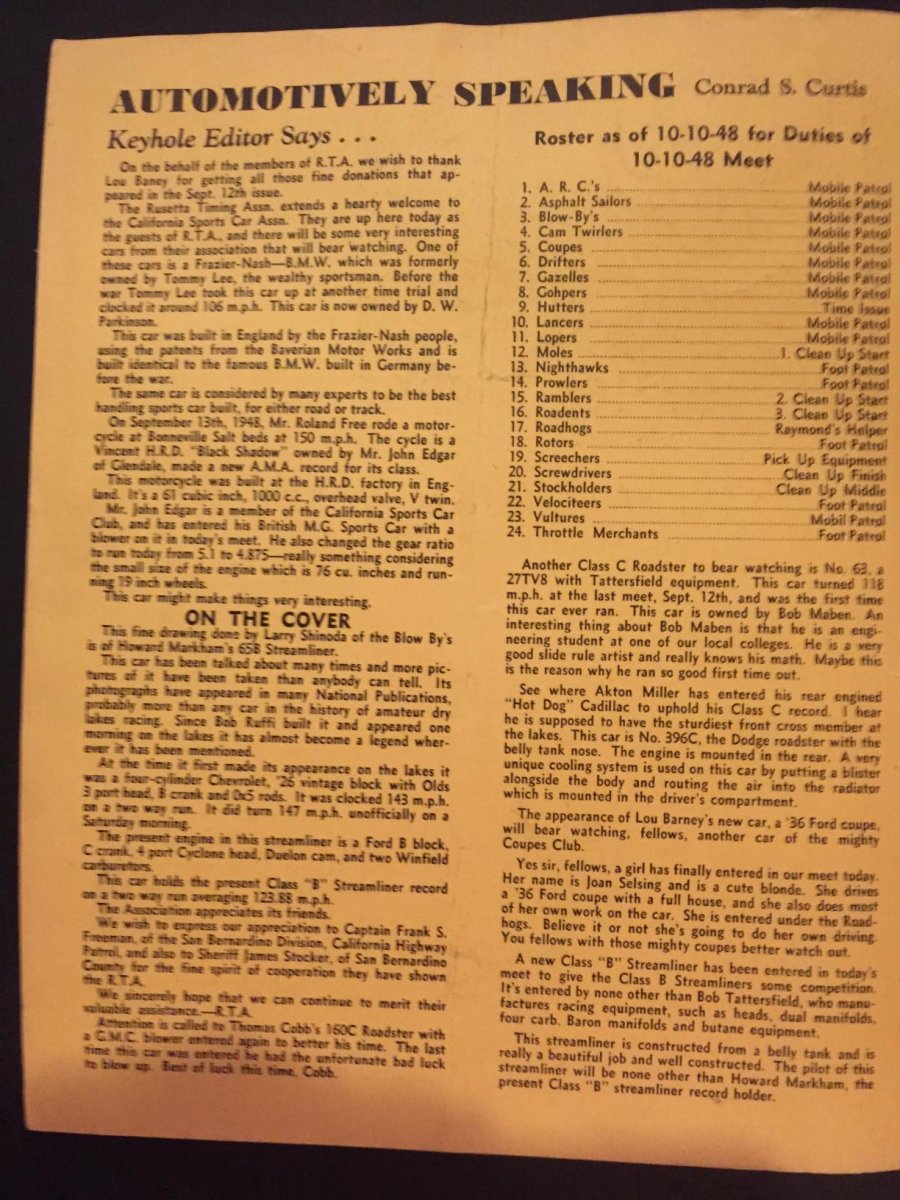 AUTOMOTIVELY SPEAKING Conrad S. Curtis
Keyhole Editor Says . . .
On the behalf of the members of R.T.A. we wish to thank
Lou Baney for getting all those fine donations that ap-
peared in the Sept. 12th issue.
The Rusetta Timing Assn. extends a hearty welcome to
the California Sports Car Assn. They are up here today as
the guests of R.T.A., and there will be some very interesting
cars from their association that will bear watching. One of
these cars is a Frazier-Nash—B.M.W. which was formerly
owned by Tommy Lee, the wealthy sportsman. Before the
war Tommy Lee took this car up at another time trial and
clocked it around 106 m.p.h. This car is now owned by D. W.
Parkinson.
This car was built in England by the Frazier-Nash people,
using the patents from the Baverian Motor Works and is
built identical to the famous B.M.W. built in Germany be-
fore the war.
The same car is considered by many experts to be the best
handling sports car built, for either road or track.
On September 13th, 1948, Mr. Roland Free rode a motor-
cycle at Bonneville Salt beds at 150 m.p.h. The cycle is a
Vincent H.R.D. "Black Shadow" owned by Mr. John Edgar
of Glendale, made a new A.M.A. record for its class.
This motorcycle was built at the H.R.D. factory in Eng-
land. It's a 61 cubic inch, 1000 c.c., overhead valve, V twin.
Mr. John Edgar is a member of the California Sports Car
Club, and has entered his British M.G. Sports Car with a
blower on it in today's meet. He also changed the gear ratio
to run today from 5.1 to 4.875—really something considering
the small size of the engine which is 76 cu. inches and run-
ning 19 inch wheels.
This car might make things very interesting.
ON THE COVER
This fine drawing done by Larry Shinoda of the Blow By's
is of Howard Markham's 65B Streamliner.
This car has been talked about many times and more pic-
tures of it have been taken than anybody can tell. Its
photographs have appeared in many National Publications,
probably more than any car in the history of amateur dry
lakes racing. Since Bob Ruffi built it and appeared one
morning on the lakes it has almost become a legend wher-
ever it has been mentioned.
At the time it first made its appearance on the lakes it
was a four-cylinder Chevrolet, '26 vintage block with Olds
3 port head, B crank and 0x5 rods. It was clocked 143 m.p.h.
on a two way run. It did turn 147 m.p.h. unofficially on a
Saturday morning.
The present engine in this streamliner is a Ford B block,
C crank, 4 port Cyclone head, Duelon cam, and two Winfield
carburetors.
This car holds the present Class "B" Streamliner record
on a two way run averaging 123.88 m.p.h.
The Association appreciates its friends.
We wish to express our appreciation to Captain Frank S.
Freeman, of the San Bernardino Division, California Highway
Patrol, and also to Sheriff James Stocker, of San Bernardino
County for the fine spirit of cooperation they have shown
the R.T.A.
We sincerely hope that we can continue to merit their
valuable assistance.—R.T.A.
Attention is called to Thomas Cobb's 160C Roadster with
a G.M.C. blower entered again to better his time. The last
time this car was entered he had the unfortunate bad luck
to blow up. Best of luck this time, Cobb.
Roster as of 10-10-48 for Duties of
10-10-48 Meet
1. A. R. C.'s Mobile Patrol
2. Asphalt Sailors Mobile Patrol
3. Blow-By's Mobile Patrol
4. Cam Twirlers Mobile Patrol
5. Coupes Mobile Patrol
6. Drifters Mobile Patrol
7. Gazelles Mobile Patrol
8. Gohpers Mobile Patrol
9. Hutters Time Issue
10. Lancers Mobile Patrol
11. Lopers Mobile Patrol
12. Moles 1. Clean Up Start
13. Nighthawks Foot Patrol
14. Prowlers Foot Patrol
15. Ramblers 2. Clean Up Start
16. Roadents 3. Clean Up Start
17. Roadhogs Raymond's Helper
18. Rotors Foot Patrol
19. Screechers Pick Up Equipment
20. Screwdrivers Clean Up Finish
21. Stockholders Clean Up Middle
22. Velociteers Foot Patrol
23. Vultures Mobil Patrol
24. Throttle Merchants Foot Patrol
Another Class C Roadster to bear watching is No. 63, a
27TV8 with Tattersfield equipment. This car turned 118
m.p.h. at the last meet, Sept. 12th, and was the first time
this car ever ran. This car is owned by Bob Maben. An
interesting thing about Bob Maben is that he is an engi-
neering student at one of our local colleges. He is a very
good slide rule artist and really knows his math. Maybe this
is the reason why he ran so good first time out.
See where Akton Miller has entered his rear engined
"Hot Dog" Cadillac to uphold his Class C record. I hear
he is supposed to have the sturdiest front cross member at
the lakes. This car is No. 396C, the Dodge roadster with the
belly tank nose. The engine is mounted in the rear. A very
unique cooling system is used on this car by putting a blister
alongside the body and routing the air into the radiator
which is mounted in the driver's compartment.
The appearance of Lou Barney's new car, a '36 Ford coupe,
will bear watching, fellows, another car of the mighty
Coupes Club.
Yes sir, fellows, a girl has finally entered in our meet today.
Her name is Joan Selsing and is a cute blonde. She drives
a '36 Ford coupe with a full house, and she also does most
of her own work on the car. She is entered under the Road-
hogs. Believe it or not she's going to do her own driving.
You fellows with those mighty coupes better watch out.
A new Class "B" Streamliner has been entered in today's
meet to give the Class B Streamliners some competition.
It's entered by none other than Bob Tattersfield, who manu-
factures racing equipment, such as heads, dual manifolds,
four carb. Baron manifolds and butane equipment.
This streamliner is constructed from a belly tank and is
really a beautiful job and well constructed. The pilot of this
streamliner will be none other than Howard Markham, the
present Class "B" streamliner record holder.